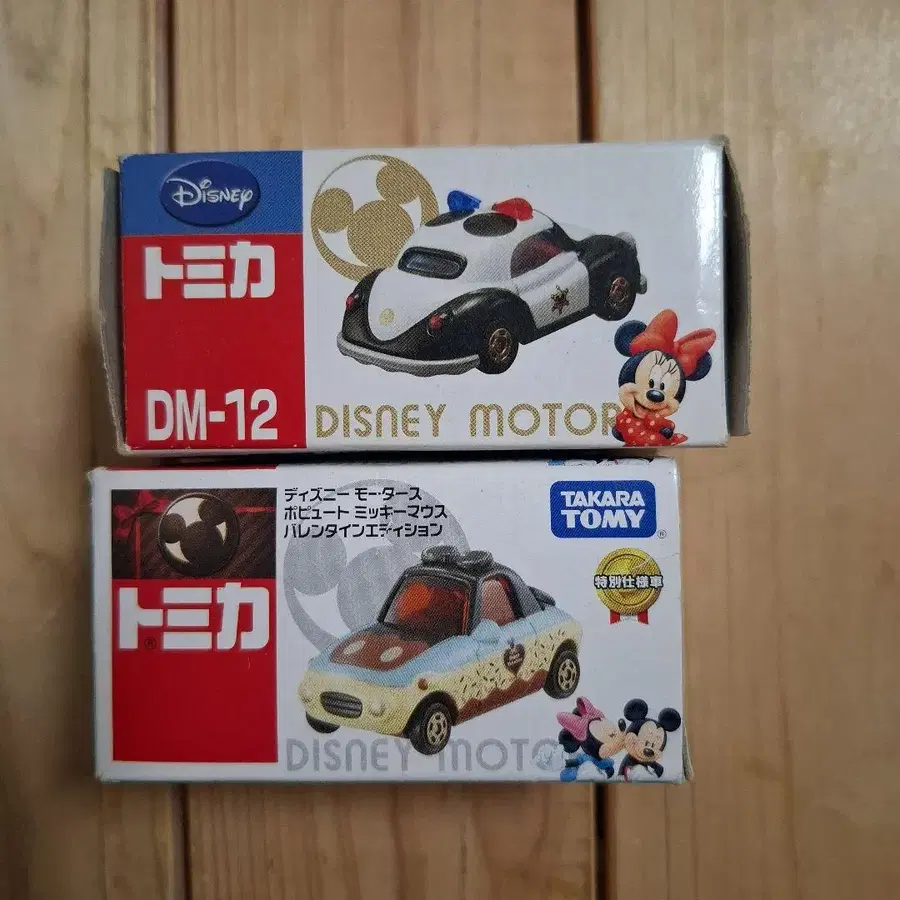 Disney
トミカ
DM-12
DISNEY MOTOR
ディズニー モータース
ポピュート ミッキーマウス
バレンタインエディション
TAKARA
TOMY
®
特別仕様車
トミカ
®
DISNEY MOTO